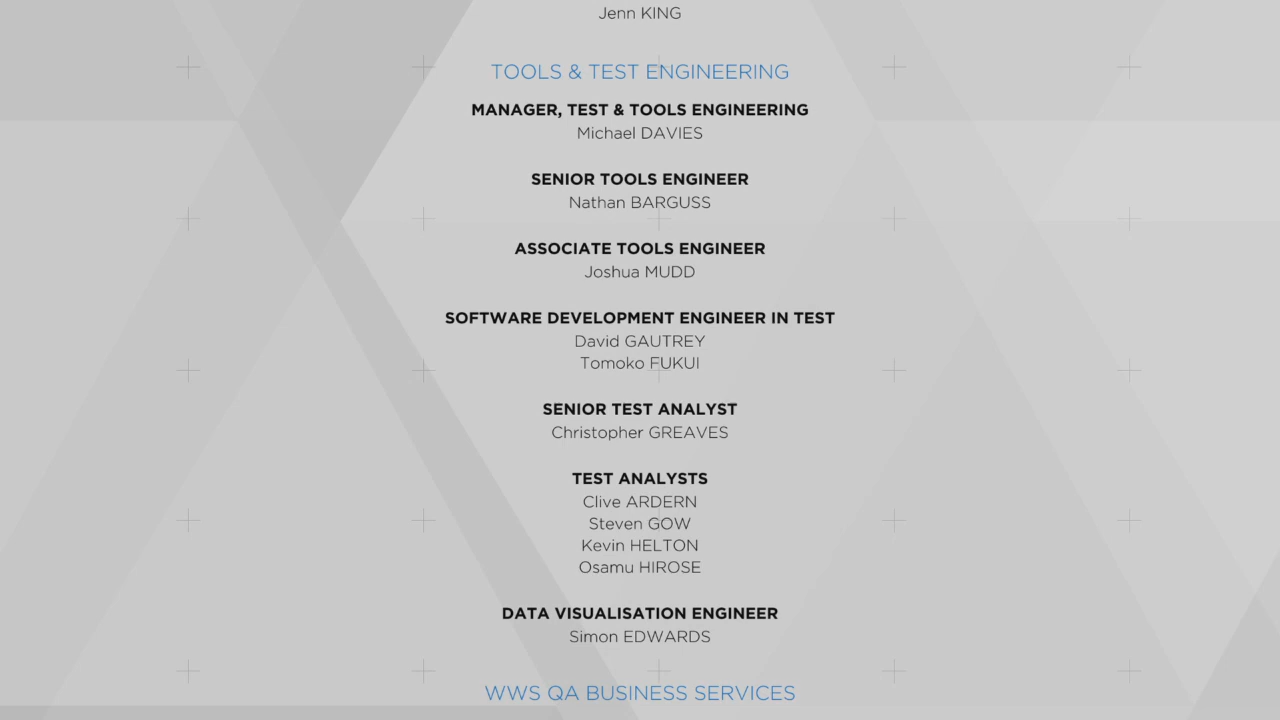 Jenn KING
TOOLS & TEST ENGINEERING
MANAGER, TEST & TOOLS ENGINEERING
Michael DAVIES
SENIOR TOOLS ENGINEER
Nathan BARGUSS
ASSOCIATE TOOLS ENGINEER
Joshua MUDD
SOFTWARE DEVELOPMENT ENGINEER IN TEST
David GAUTREY
Tomoko FUKUI
SENIOR TEST ANALYST
Christopher GREAVES
TEST ANALYSTS
Clive ARDERN
Steven GOW
Kevin HELTON
Osamu HIROSE
DATA VISUALISATION ENGINEER
Simon EDWARDS
WWS QA BUSINESS SERVICES